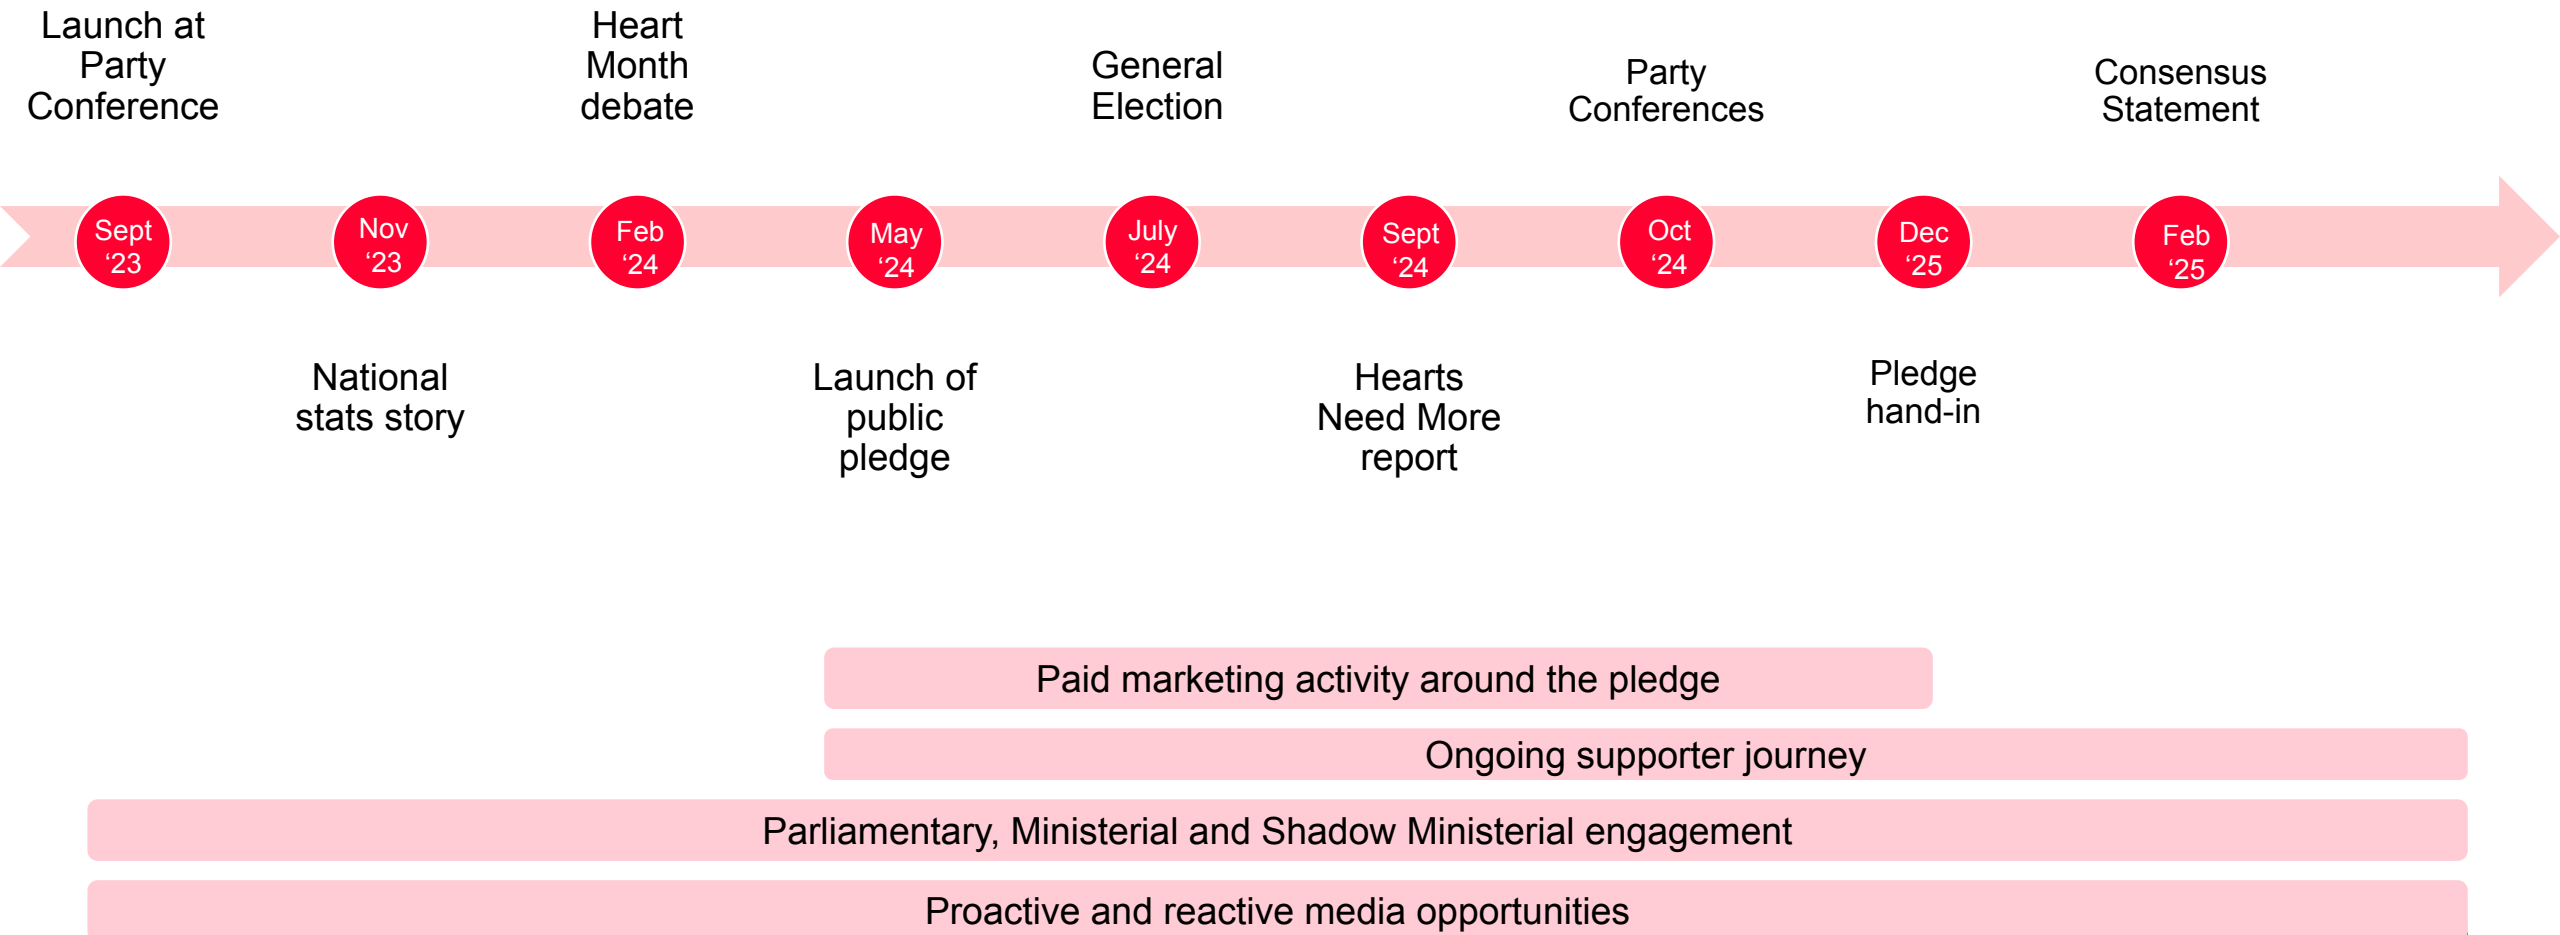 Launch at
Party
Conference
Heart
Month
debate
General
Election
Party
Conferences
Consensus
Statement
Sept
‘23
Nov
‘23
Feb
‘24
May
‘24
July
‘24
Sept
‘24
Oct
‘24
Dec
‘25
Feb
‘25
National
stats story
Launch of
public
pledge
Hearts
Need More
report
Pledge
hand-in
Paid marketing activity around the pledge
Ongoing supporter journey
Parliamentary, Ministerial and Shadow Ministerial engagement
Proactive and reactive media opportunities